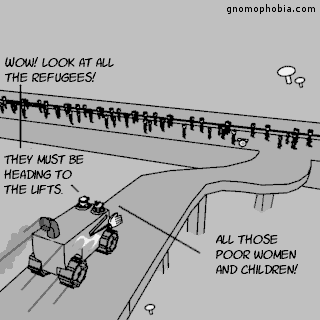 gnomophobia.com
WOW! LOOK AT ALL
THE REFUGEES!
THEY MUST BE
HEADING TO
THE LIFTS.
ALL THOSE
POOR WOMEN
AND CHILDREN!